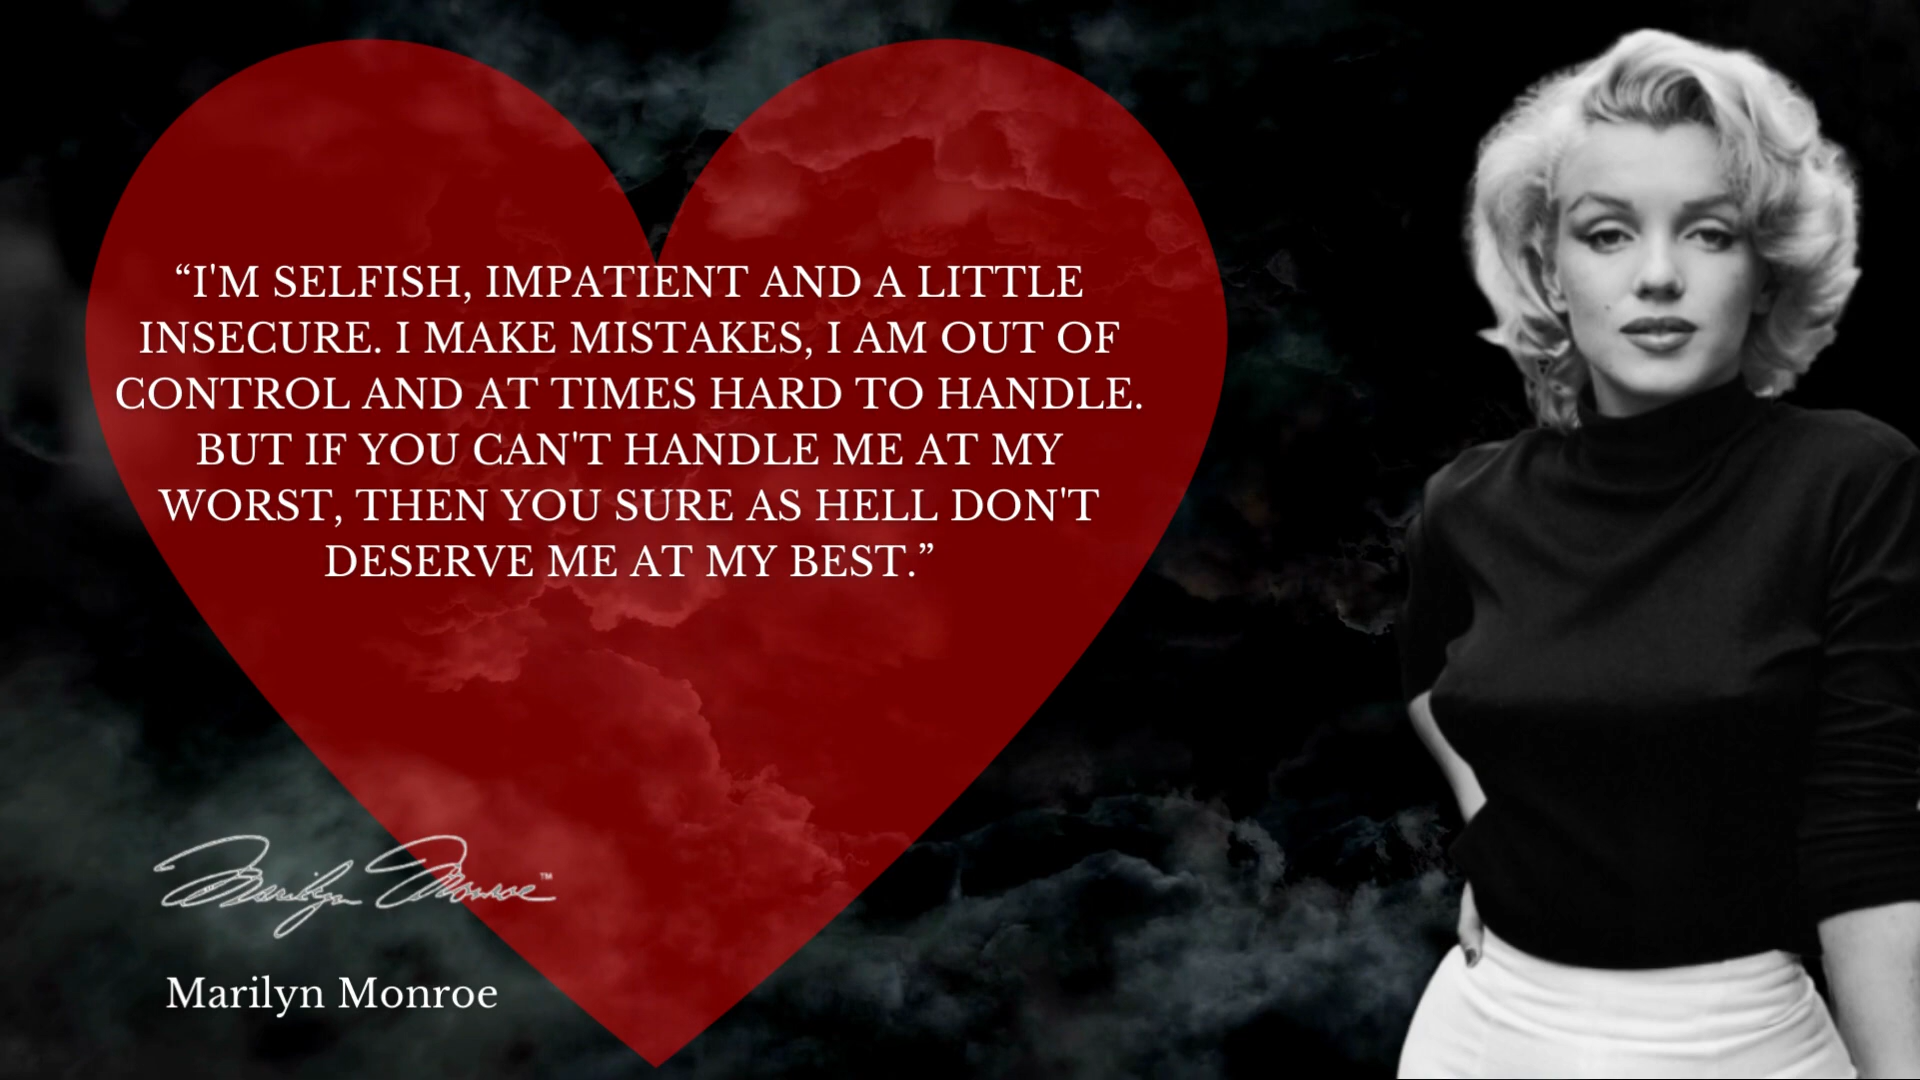 “I'M SELFISH, IMPATIENT AND A LITTLE
INSECURE. I MAKE MISTAKES, I AM OUT OF
CONTROL AND AT TIMES HARD TO HANDLE.
BUT IF YOU CAN'T HANDLE ME AT MY
WORST, THEN YOU SURE AS HELL DON'T
DESERVE ME AT MY BEST.”
Marilyn Monroe™
Marilyn Monroe